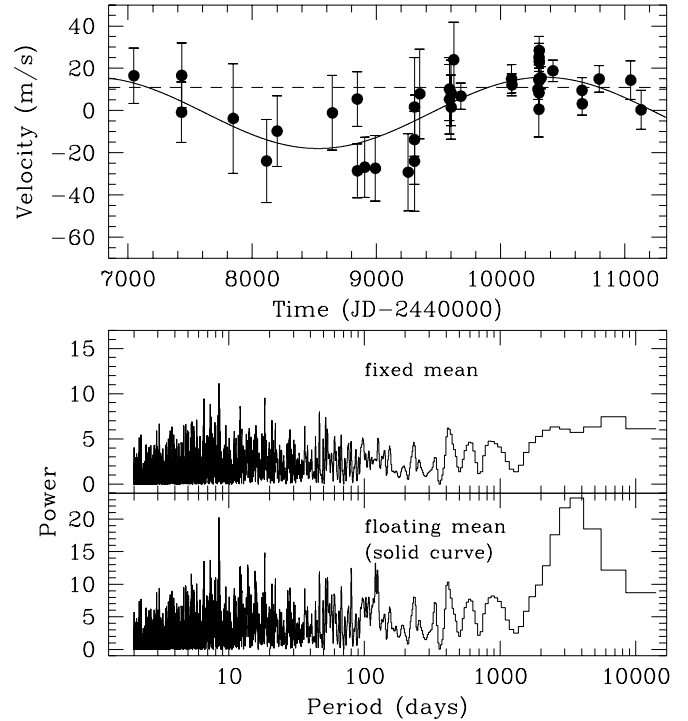 40
20
0
−20
−40
−60
Velocity (m/s)
7000 8000 9000 10000 11000
Time (JD−2440000)
15
10
5
0
fixed mean
Power
20
15
10
5
0
floating mean
(solid curve)
10 100 1000 10000
Period (days)